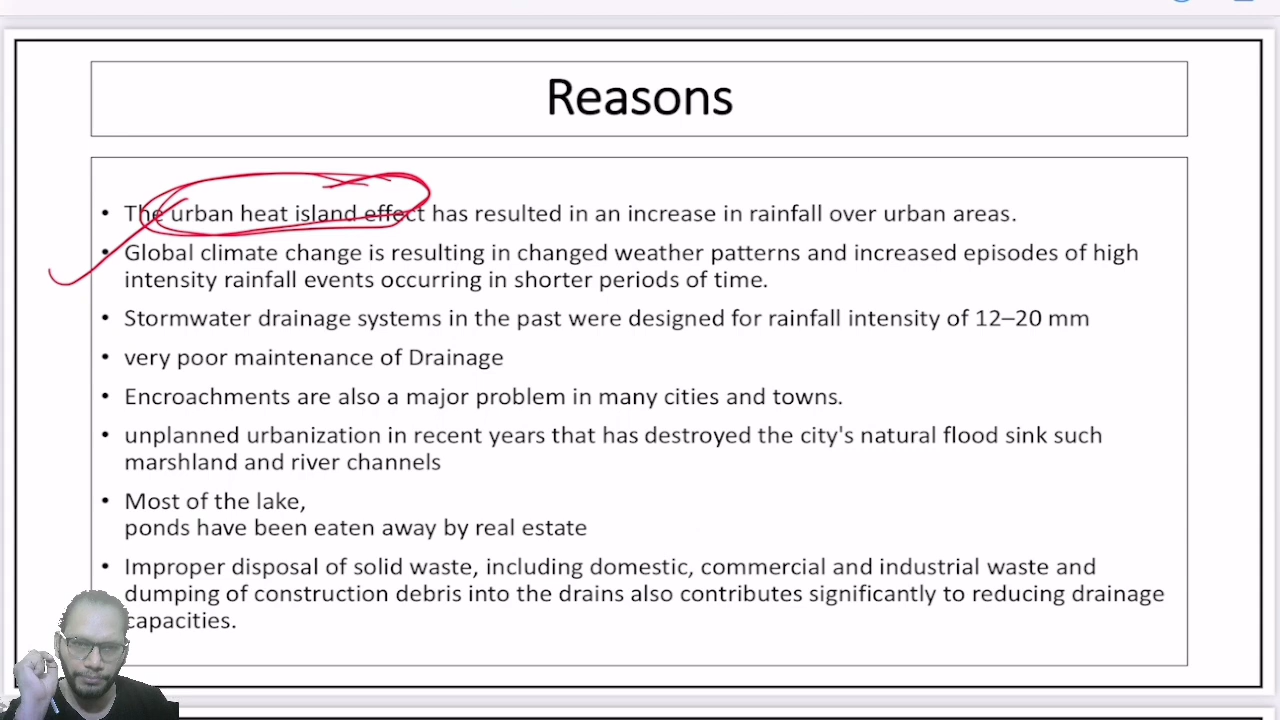 Reasons
• The urban heat island effect has resulted in an increase in rainfall over urban areas.
• Global climate change is resulting in changed weather patterns and increased episodes of high
intensity rainfall events occurring in shorter periods of time.
• Stormwater drainage systems in the past were designed for rainfall intensity of 12–20 mm
• very poor maintenance of Drainage
• Encroachments are also a major problem in many cities and towns.
• unplanned urbanization in recent years that has destroyed the city's natural flood sink such
marshland and river channels
• Most of the lake,
ponds have been eaten away by real estate
• Improper disposal of solid waste, including domestic, commercial and industrial waste and
dumping of construction debris into the drains also contributes significantly to reducing drainage
capacities.